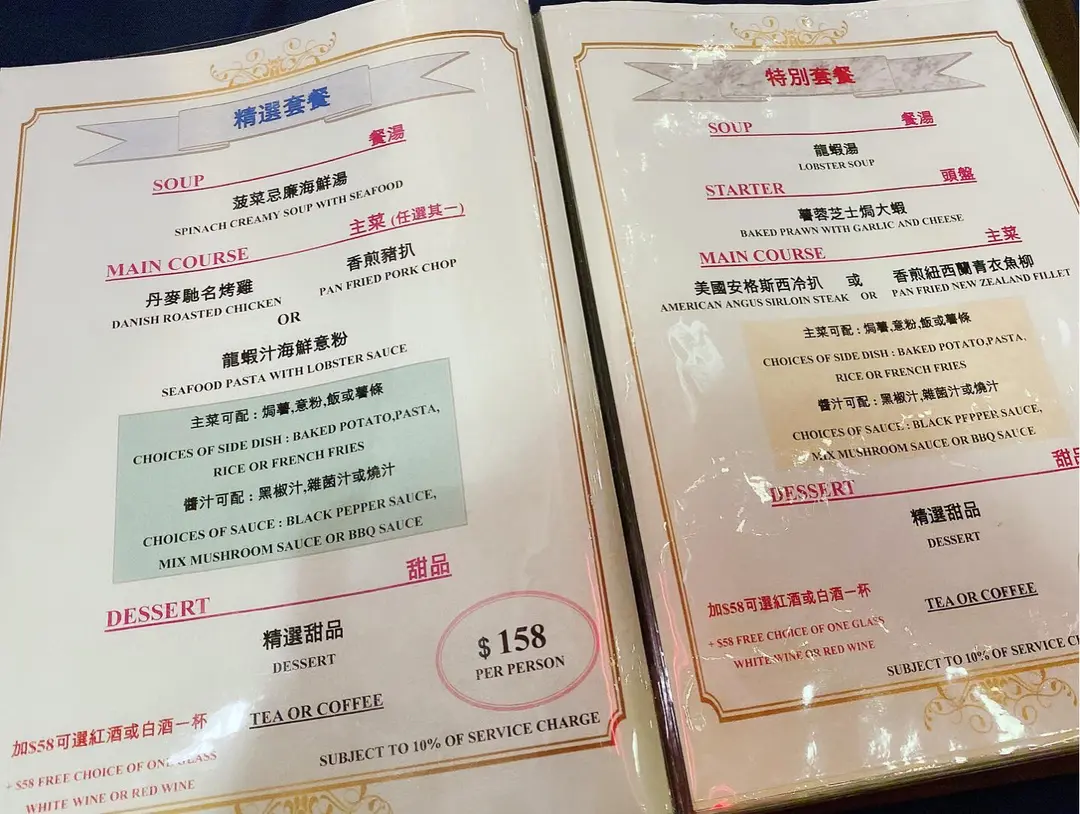 精選套餐
SOUP 餐湯
菠菜忌廉海鮮湯
SPINACH CREAMY SOUP WITH SEAFOOD
MAIN COURSE 主菜 (任選其一)
丹麥馳名烤雞 香煎豬扒
DANISH ROASTED CHICKEN PAN FRIED PORK CHOP
OR
龍蝦汁海鮮意粉
SEAFOOD PASTA WITH LOBSTER SAUCE
主菜可配 : 焗薯,意粉,飯或薯條
CHOICES OF SIDE DISH : BAKED POTATO,PASTA,
RICE OR FRENCH FRIES
醬汁可配 : 黑椒汁,雜菌汁或燒汁
CHOICES OF SAUCE : BLACK PEPPER SAUCE,
MIX MUSHROOM SAUCE OR BBQ SAUCE
DESSERT 甜品
精選甜品
DESSERT
$ 158
PER PERSON
TEA OR COFFEE
加$58可選紅酒或白酒一杯
+ $58 FREE CHOICE OF ONE GLASS
WHITE WINE OR RED WINE
SUBJECT TO 10% OF SERVICE CHARGE
特別套餐
SOUP 餐湯
龍蝦湯
LOBSTER SOUP
STARTER 頭盤
薯蓉芝士焗大蝦
BAKED PRAWN WITH GARLIC AND CHEESE
MAIN COURSE 主菜
美國安格斯西冷扒 或 香煎紐西蘭青衣魚柳
AMERICAN ANGUS SIRLOIN STEAK OR PAN FRIED NEW ZEALAND FILLET
主菜可配 : 焗薯,意粉,飯或薯條
CHOICES OF SIDE DISH : BAKED POTATO,PASTA,
RICE OR FRENCH FRIES
醬汁可配 : 黑椒汁,雜菌汁或燒汁
CHOICES OF SAUCE : BLACK PEPPER SAUCE,
MIX MUSHROOM SAUCE OR BBQ SAUCE
DESSERT 甜品
精選甜品
DESSERT
TEA OR COFFEE
加$58可選紅酒或白酒一杯
+ $58 FREE CHOICE OF ONE GLASS
WHITE WINE OR RED WINE
SUBJECT TO 10% OF SERVICE